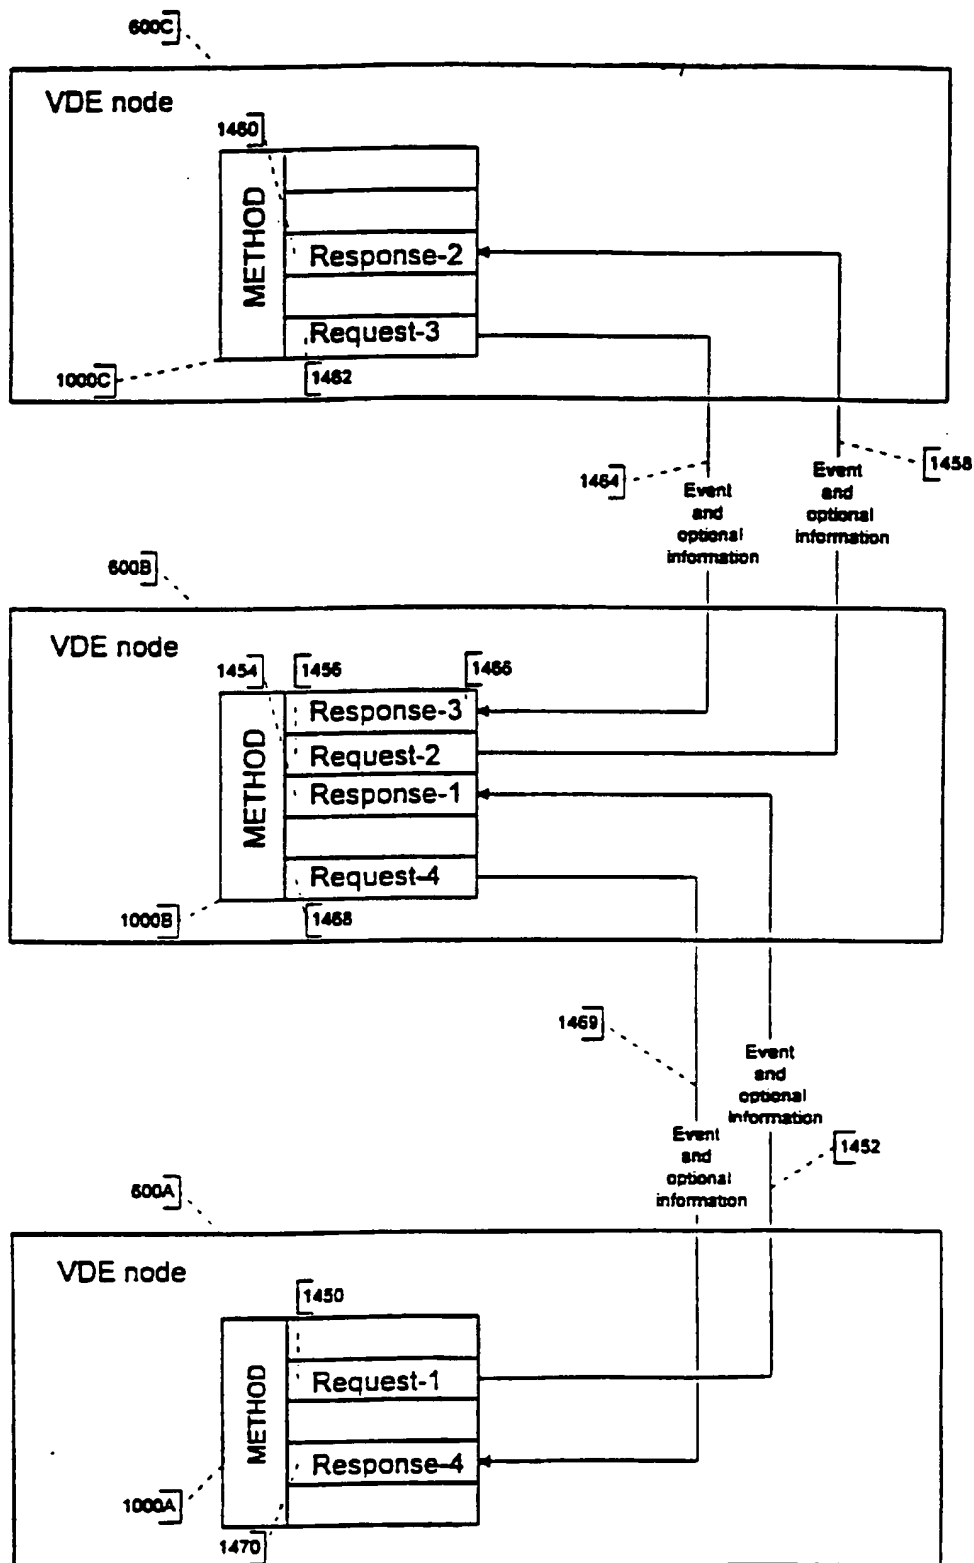 600C
VDE node
1460
METHOD
Response-2
Request-3
1000C
1462
1464
1458
Event
and
optional
information
Event
and
optional
information
600B
VDE node
1454
1456
1466
METHOD
Response-3
Request-2
Response-1
Request-4
1000B
1468
1469
Event
and
optional
information
Event
and
optional
information
1452
600A
VDE node
1450
METHOD
Request-1
Response-4
1000A
1470